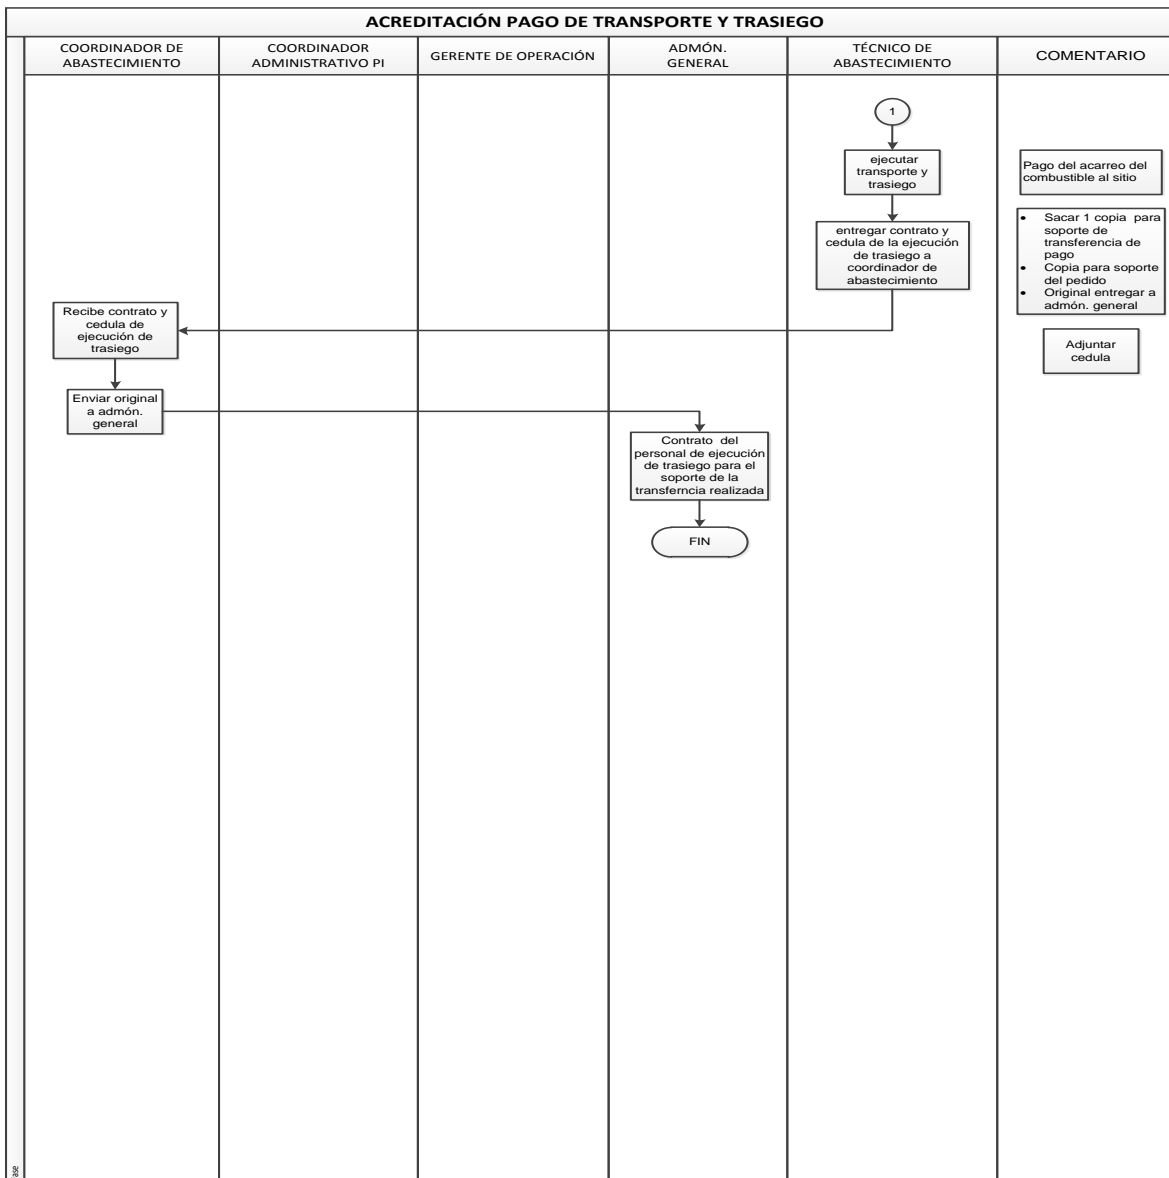 ACREDITACIÓN PAGO DE TRANSPORTE Y TRASIEGO
COORDINADOR DE
ABASTECIMIENTO
COORDINADOR
ADMINISTRATIVO PI
GERENTE DE OPERACIÓN
ADMÓN.
GENERAL
TÉCNICO DE
ABASTECIMIENTO
COMENTARIO
1
ejecutar
transporte y
trasiego
Pago del acarreo del
combustible al sitio
entregar contrato y
cedula de la ejecución
de trasiego a
coordinador de
abastecimiento
• Sacar 1 copia para
soporte de
transferencia de
pago
• Copia para soporte
del pedido
• Original entregar a
admón. general
Recibe contrato y
cedula de
ejecución de
trasiego
Adjuntar
cedula
Enviar original
a admón.
general
Contrato del
personal de ejecución
de trasiego para el
soporte de la
transferncia realizada
FIN